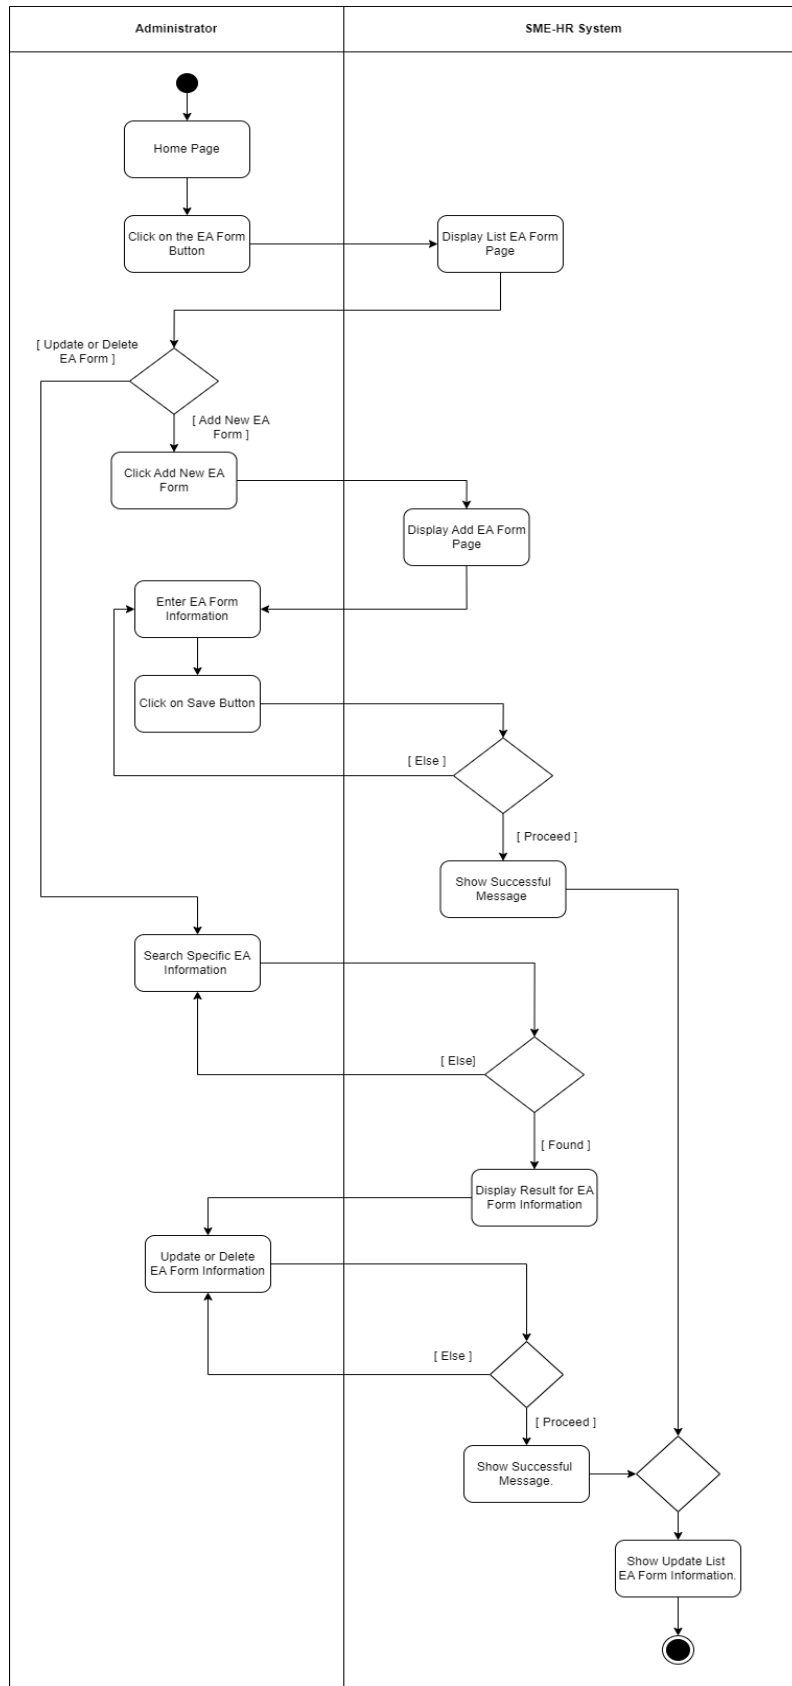 Administrator
SME-HR System
Home Page
Click on the EA Form
Button
Display List EA Form
Page
[ Update or Delete
EA Form ]
[ Add New EA
Form ]
Click Add New EA
Form
Display Add EA Form
Page
Enter EA Form
Information
Click on Save Button
[ Else ]
[ Proceed ]
Show Successful
Message
Search Specific EA
Information
[ Else]
[ Found ]
Display Result for EA
Form Information
Update or Delete
EA Form Information
[ Else ]
[ Proceed ]
Show Successful
Message.
Show Update List
EA Form Information.